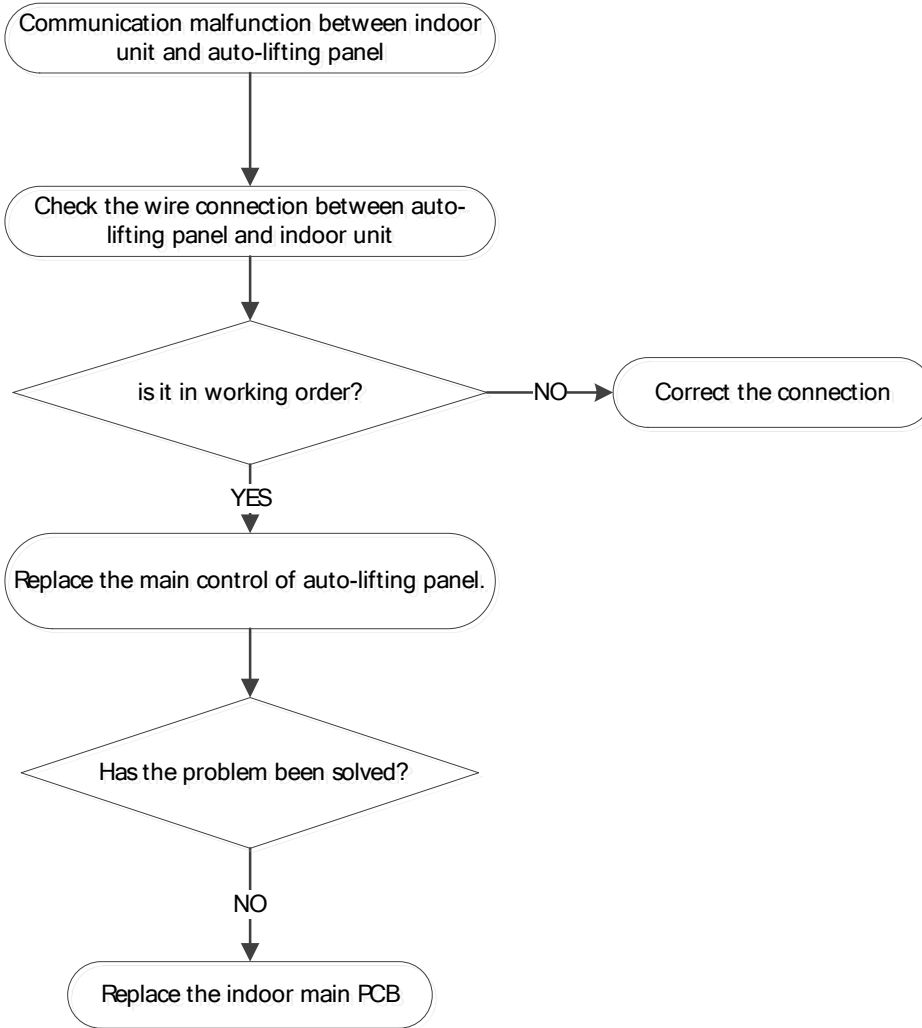 Communication malfunction between indoor
unit and auto-lifting panel
Check the wire connection between auto-
lifting panel and indoor unit
is it in working order?
NO
Correct the connection
YES
Replace the main control of auto-lifting panel.
Has the problem been solved?
NO
Replace the indoor main PCB